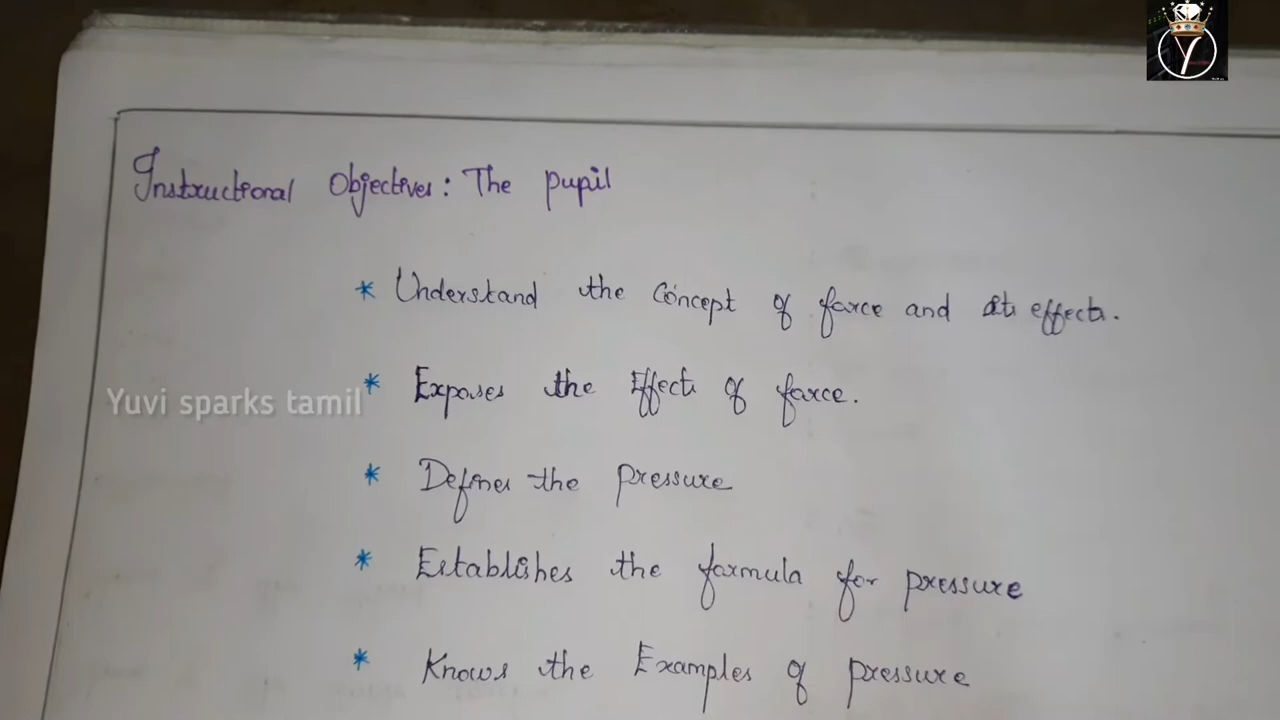 Y
Instructional Objectives: The pupil
* Understand the Concept of force and its effects.
Yuvi sparks tamil
* Exposes the Effects of force.
* Defines the pressure
* Establishes the formula for pressure
* Knows the Examples of pressure